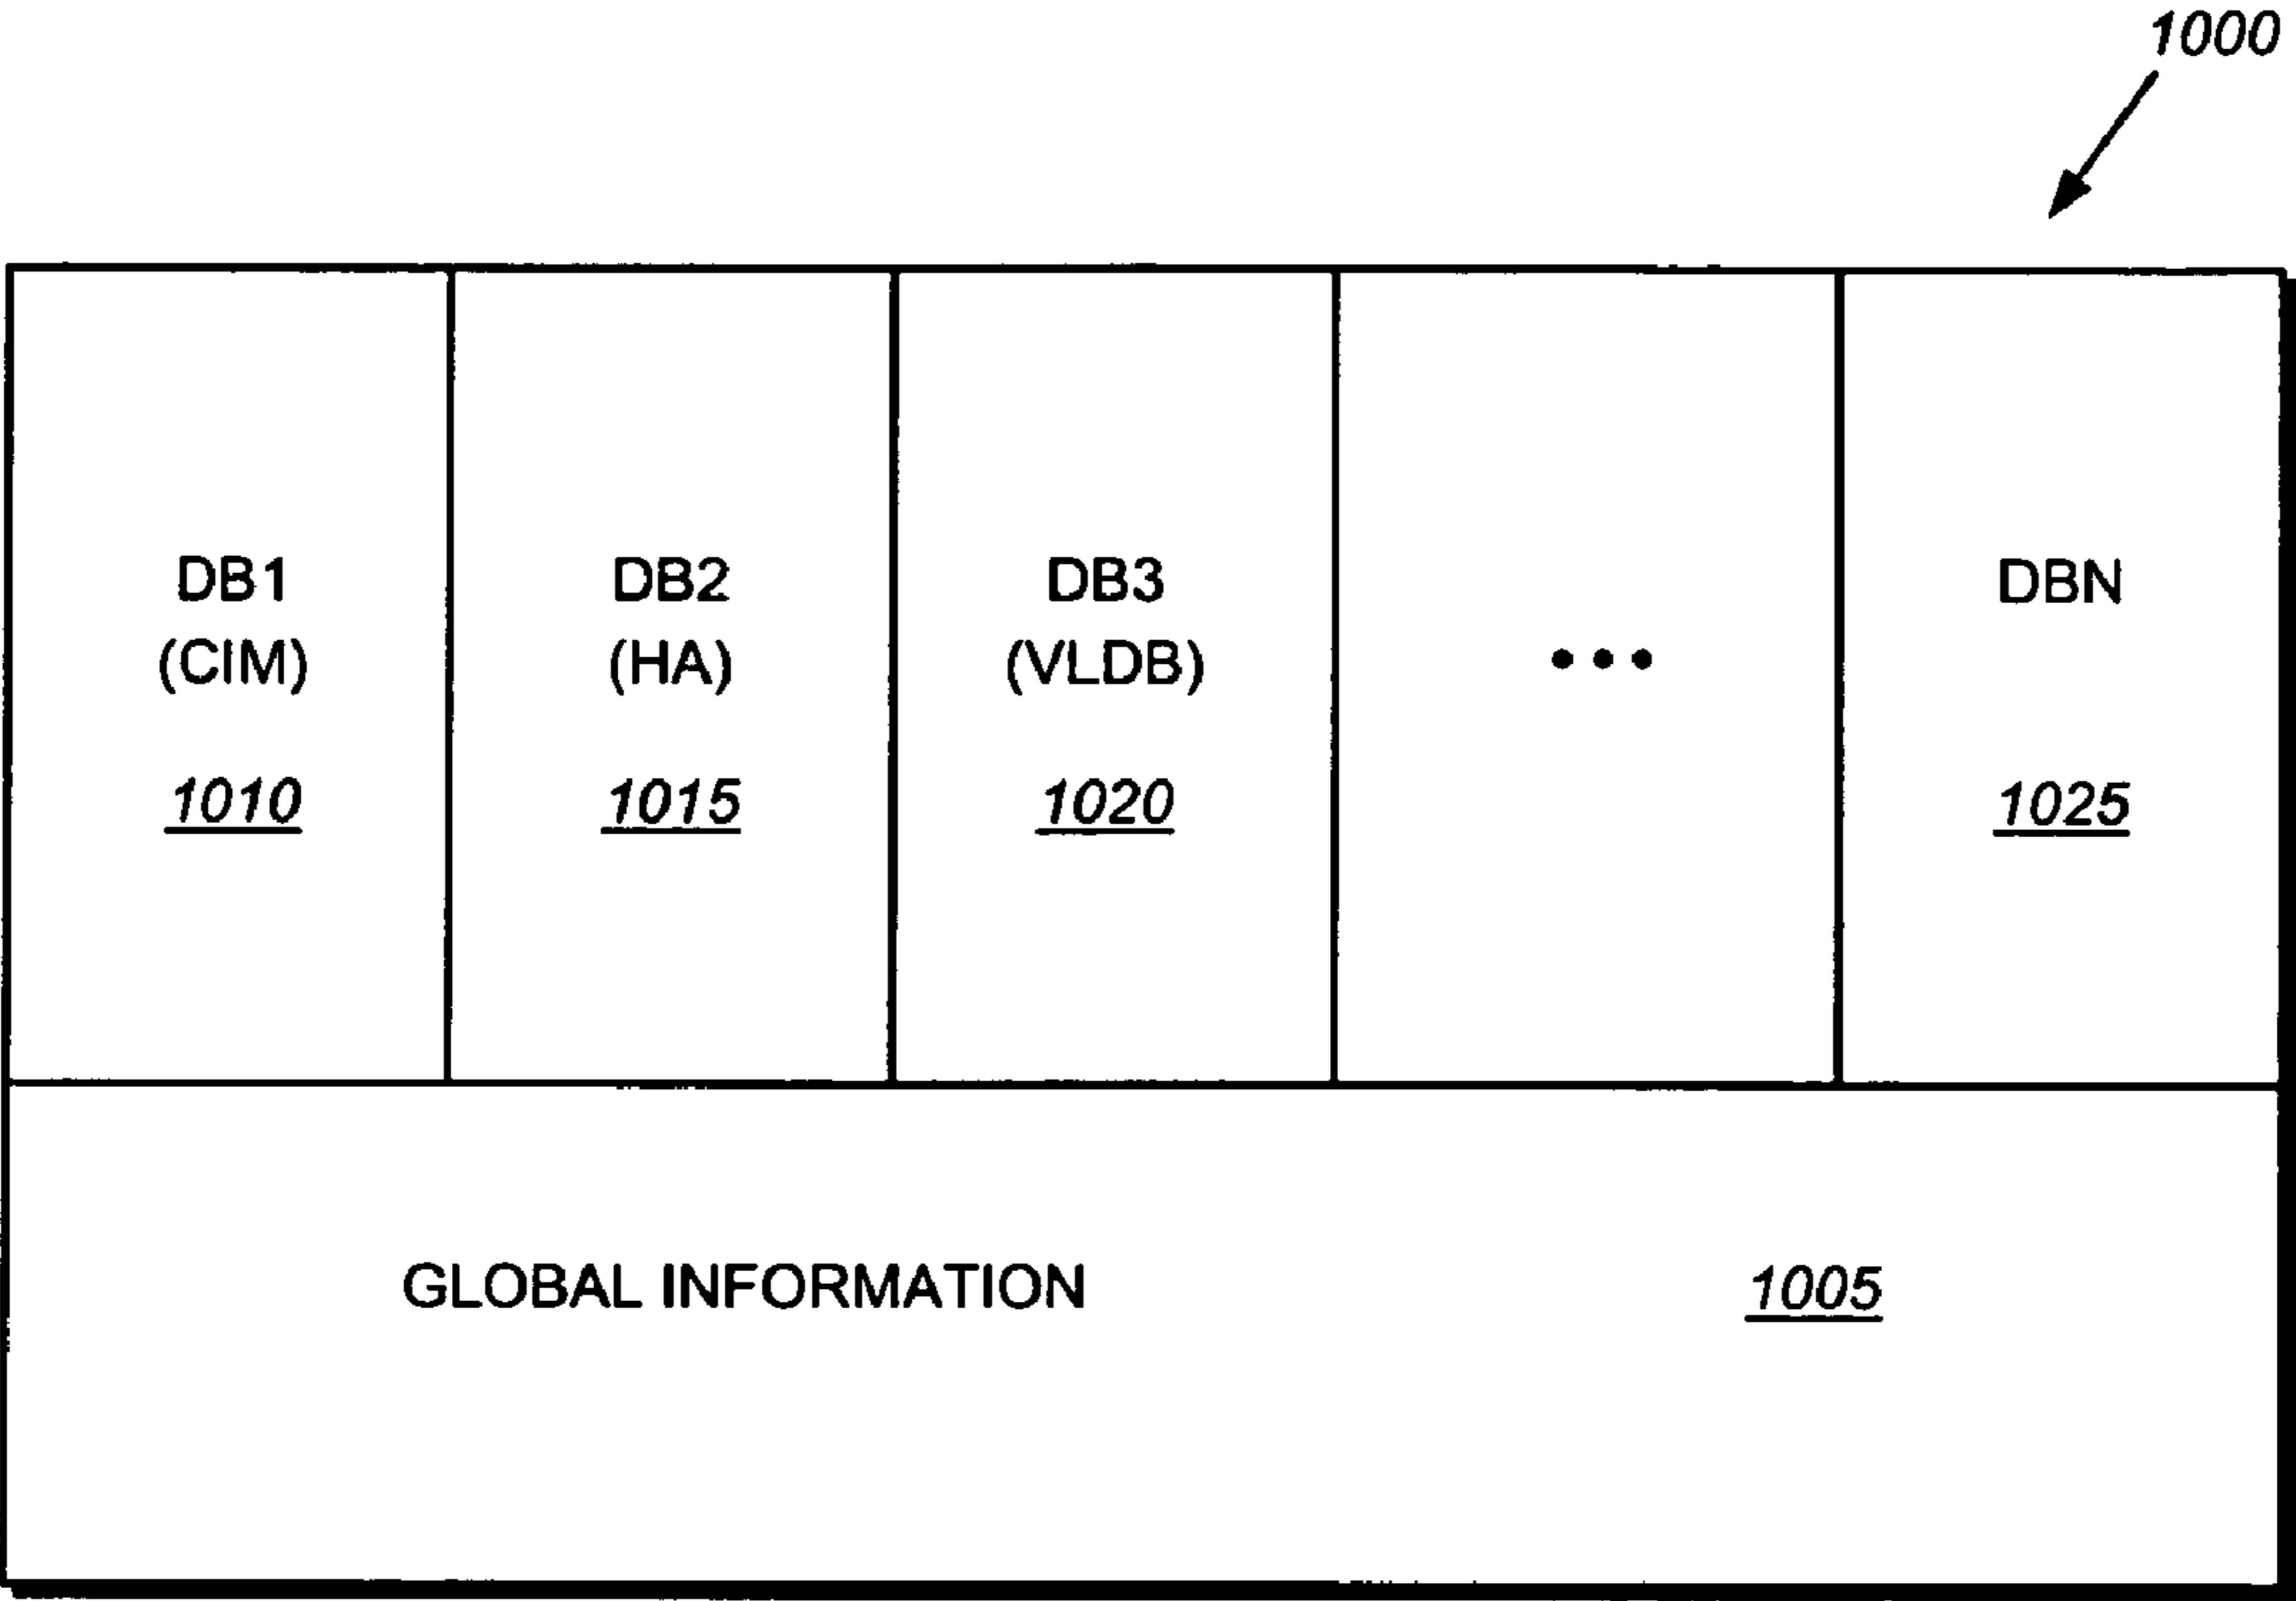 1000
DB1
(CIM)
1010
DB2
(HA)
1015
DB3
(VLDB)
1020
•••
DBN
1025
GLOBAL INFORMATION
1005